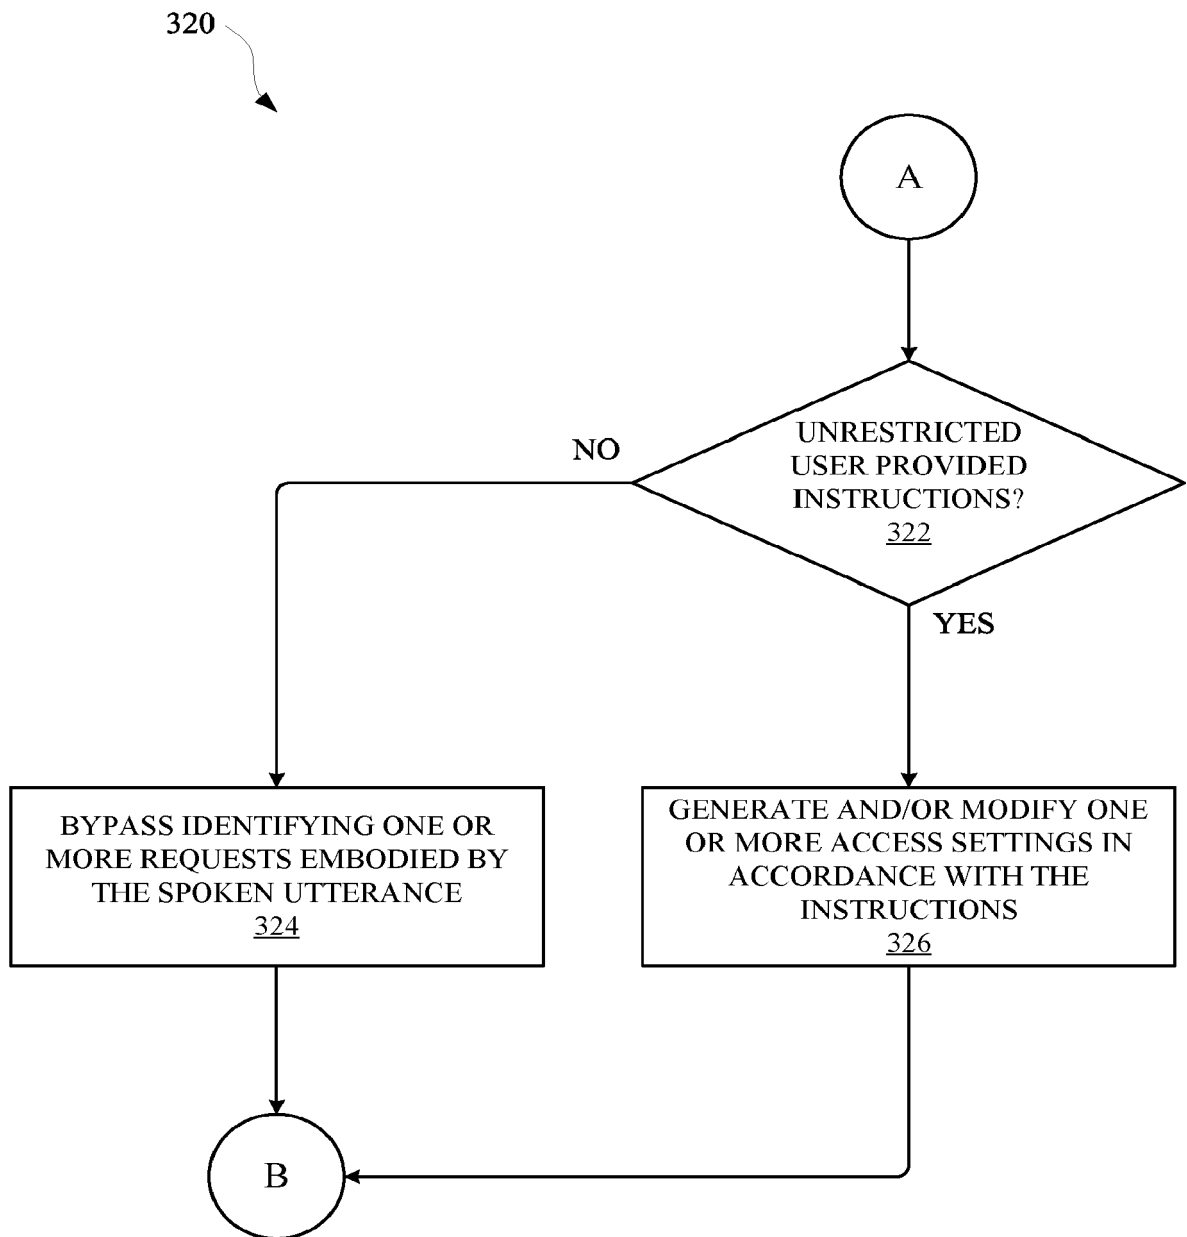 320
A
UNRESTRICTED
USER PROVIDED
INSTRUCTIONS?
322
NO
YES
BYPASS IDENTIFYING ONE OR
MORE REQUESTS EMBODIED BY
THE SPOKEN UTTERANCE
324
GENERATE AND/OR MODIFY ONE
OR MORE ACCESS SETTINGS IN
ACCORDANCE WITH THE
INSTRUCTIONS
326
B